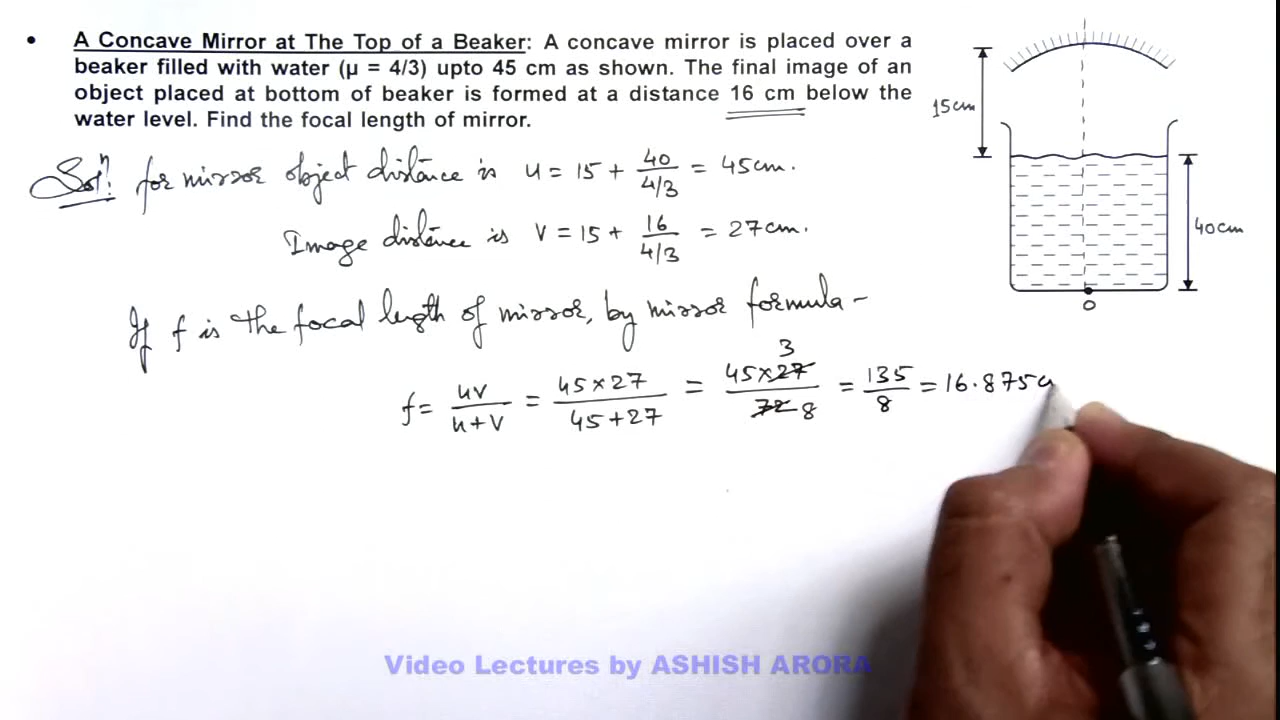 • A Concave Mirror at The Top of a Beaker: A concave mirror is placed over a
beaker filled with water (µ = 4/3) upto 45 cm as shown. The final image of an
object placed at bottom of beaker is formed at a distance 16 cm below the
water level. Find the focal length of mirror.
15cm
40cm
O
Solⁿ: for mirror object distance is u = 15 + 40/(4/3) = 45cm.
Image distance is v = 15 + 16/(4/3) = 27cm.
If f is the focal length of mirror, by mirror formula -
f = uv/(u+v) = (45×27)/(45+27) = (45×27 3)/(72 8) = 135/8 = 16.875c
Video Lectures by ASHISH ARORA